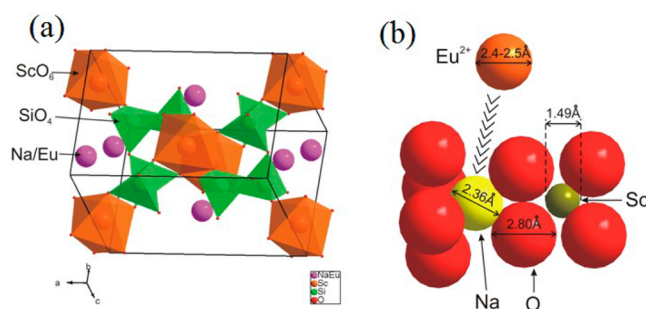 (a)
ScO6
SiO4
Na/Eu
a
b
c
NaEu
Sc
Si
O
(b)
Eu2+
2.4-2.5Å
1.49Å
2.36Å
2.80Å
Sc
Na
O